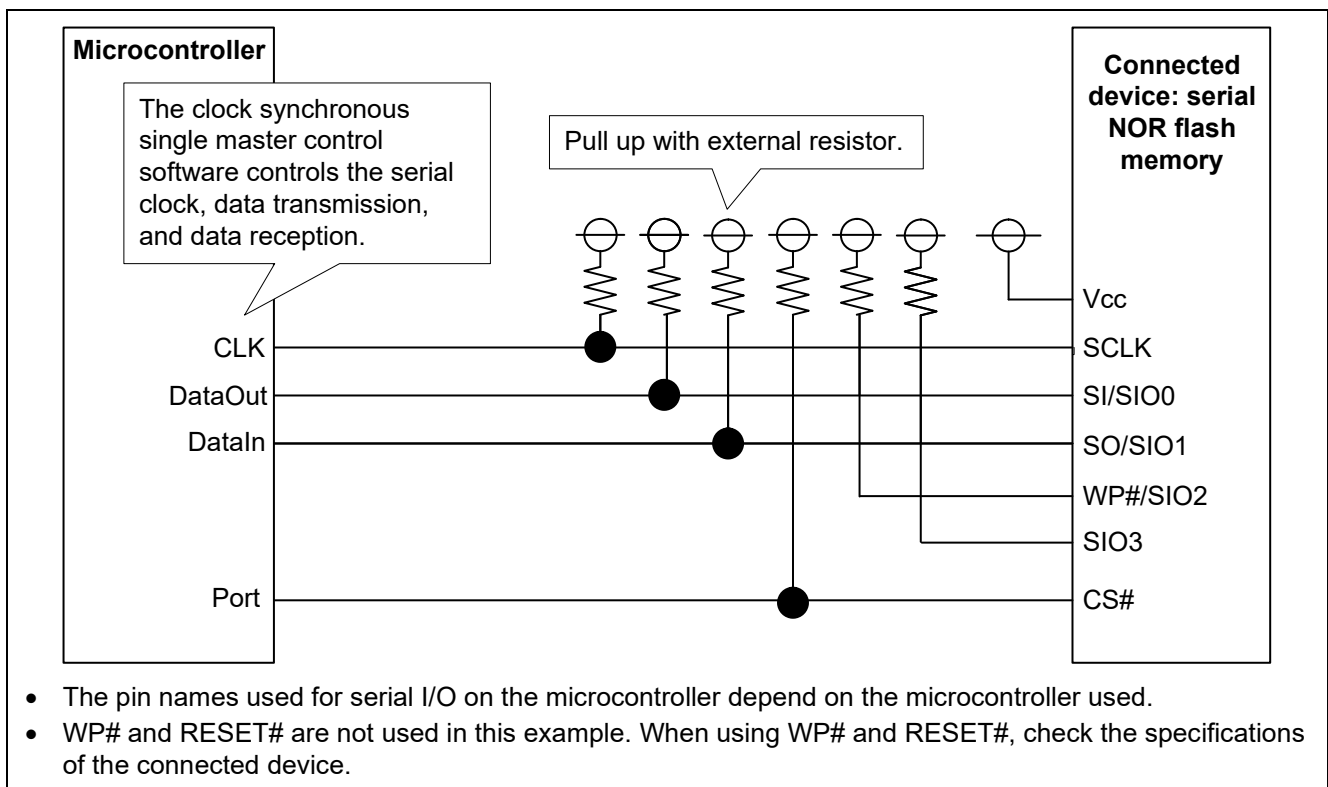 Microcontroller
The clock synchronous
single master control
software controls the serial
clock, data transmission,
and data reception.
Pull up with external resistor.
Connected
device: serial
NOR flash
memory
Vcc
CLK
SCLK
DataOut
SI/SIO0
DataIn
SO/SIO1
WP#/SIO2
SIO3
Port
CS#
• The pin names used for serial I/O on the microcontroller depend on the microcontroller used.
• WP# and RESET# are not used in this example. When using WP# and RESET#, check the specifications
of the connected device.